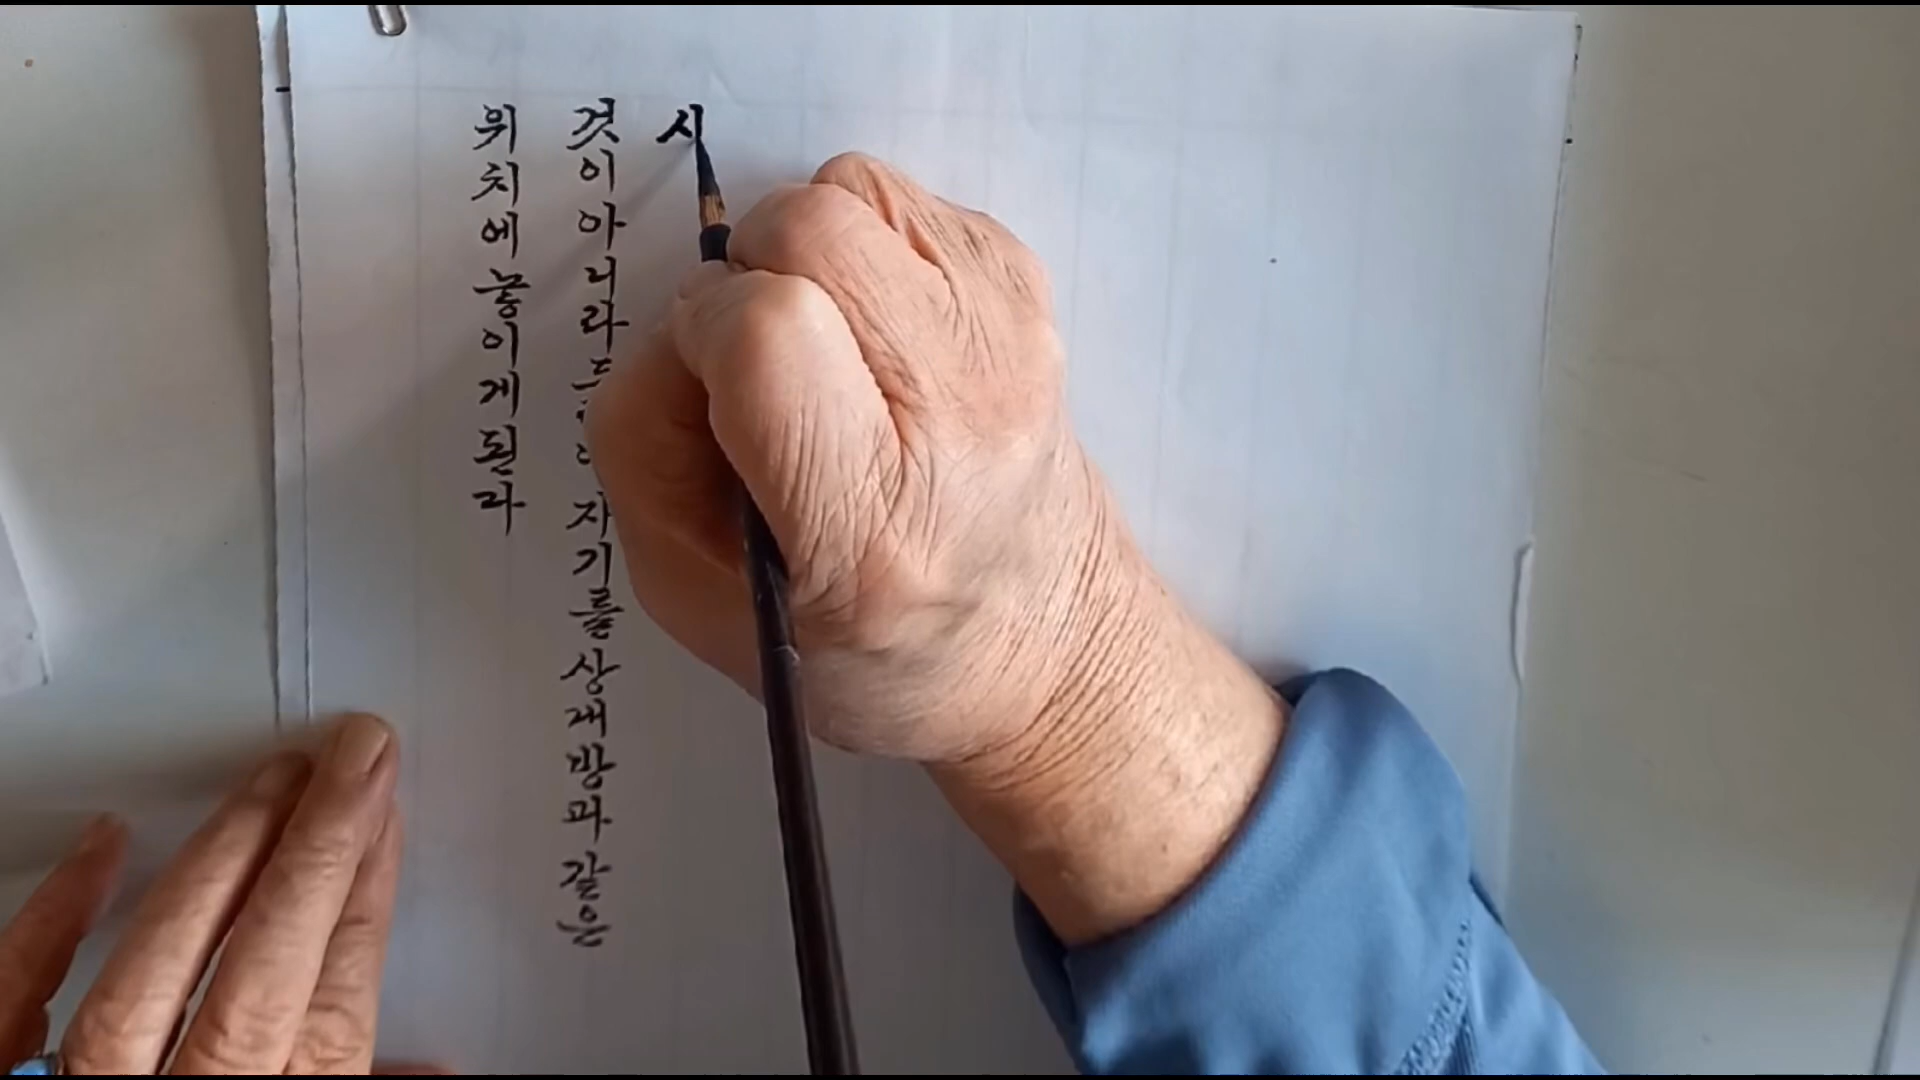 시
것이아니라 자기를상대방과같은
위치에놓이게된다